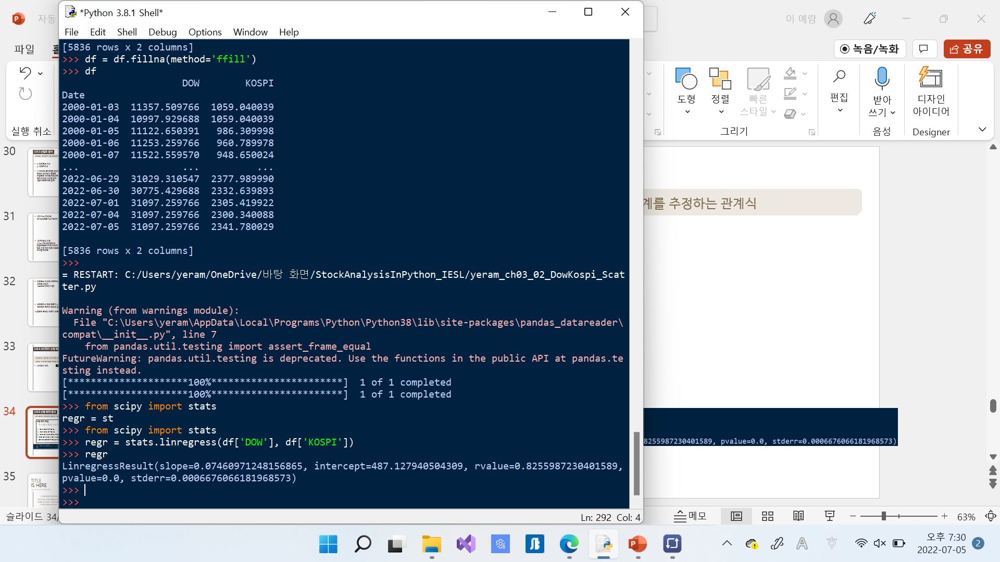 *Python 3.8.1 Shell*
File Edit Shell Debug Options Window Help
[5836 rows x 2 columns]
>>> df = df.fillna(method='ffill')
>>> df
DOW KOSPI
Date
2000-01-03 11357.509766 1059.040039
2000-01-04 10997.929688 1059.040039
2000-01-05 11122.650391 986.309998
2000-01-06 11253.259766 960.789978
2000-01-07 11522.559570 948.650024
... ... ...
2022-06-29 31029.310547 2377.989990
2022-06-30 30775.429688 2332.639893
2022-07-01 31097.259766 2305.419922
2022-07-04 31097.259766 2300.340088
2022-07-05 31097.259766 2341.780029
[5836 rows x 2 columns]
>>>
= RESTART: C:/Users/yeram/OneDrive/바탕 화면/StockAnalysisInPython_IESL/yeram_ch03_02_DowKospi_Scat
ter.py
Warning (from warnings module):
File "C:\Users\yeram\AppData\Local\Programs\Python\Python38\lib\site-packages\pandas_datareader\
compat\__init__.py", line 7
from pandas.util.testing import assert_frame_equal
FutureWarning: pandas.util.testing is deprecated. Use the functions in the public API at pandas.te
sting instead.
[**********************100%***********************] 1 of 1 completed
[**********************100%***********************] 1 of 1 completed
>>> from scipy import stats
regr = st
>>> from scipy import stats
>>> regr = stats.linregress(df['DOW'], df['KOSPI'])
>>> regr
LinregressResult(slope=0.07460971248156865, intercept=487.127940504309, rvalue=0.8255987230401589,
pvalue=0.0, stderr=0.0006676066181968573)
>>>
>>>
Ln: 292 Col: 4
자동
이 예람
파일
홈
녹음/녹화
공유
실행 취소
도형
정렬
빠른
스타일
그리기
편집
받아
쓰기
음성
디자인
아이디어
Designer
30
31
32
33
34
35
TITLE
IS HERE
계를 추정하는 관계식
8255987230401589, pvalue=0.0, stderr=0.0006676066181968573)
슬라이드 34/
메모
63%
오후 7:30
2022-07-05
2